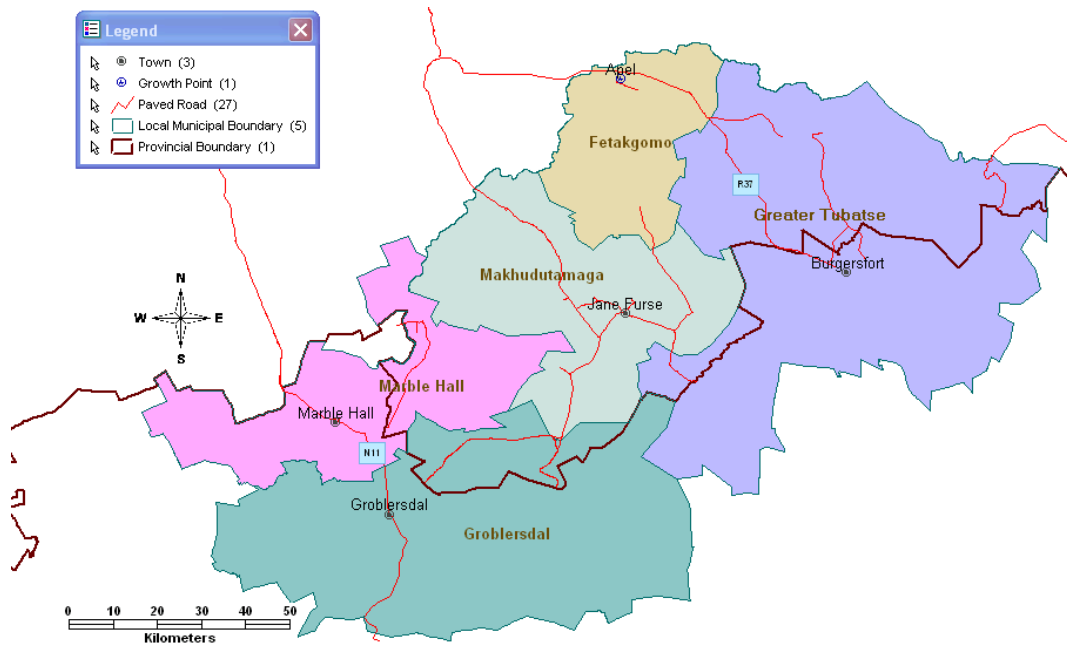 Legend
Town (3)
Growth Point (1)
Paved Road (27)
Local Municipal Boundary (5)
Provincial Boundary (1)
Apel
Fetakgomo
R37
Greater Tubatse
Burgersfort
Makhudutamaga
Jane Furse
N
W E
S
Marble Hall
Marble Hall
N11
Groblersdal
Groblersdal
0 10 20 30 40 50
Kilometers